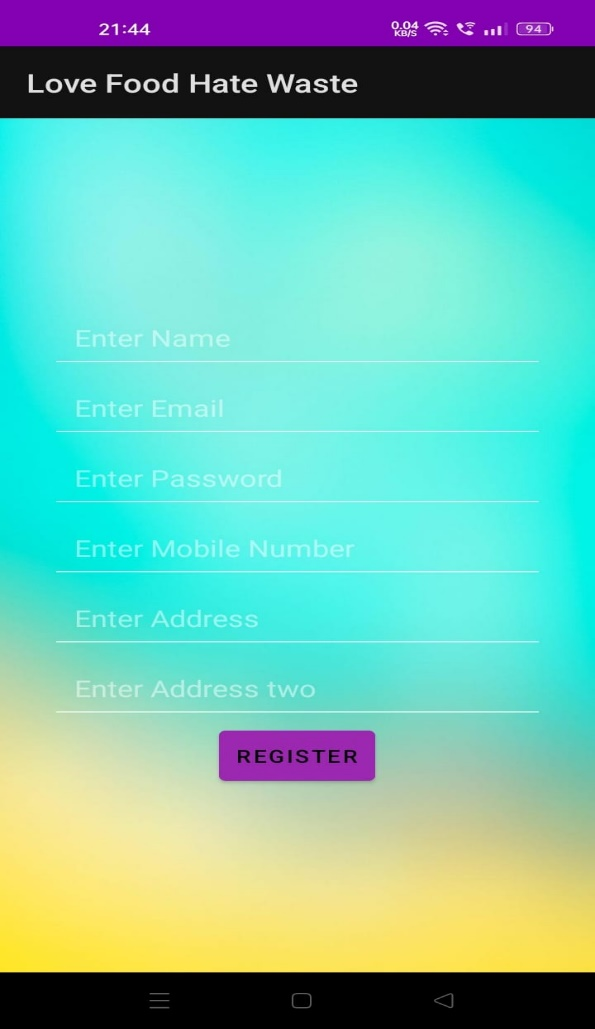 21:44
0.04
KB/S
94
Love Food Hate Waste
Enter Name
Enter Email
Enter Password
Enter Mobile Number
Enter Address
Enter Address two
REGISTER